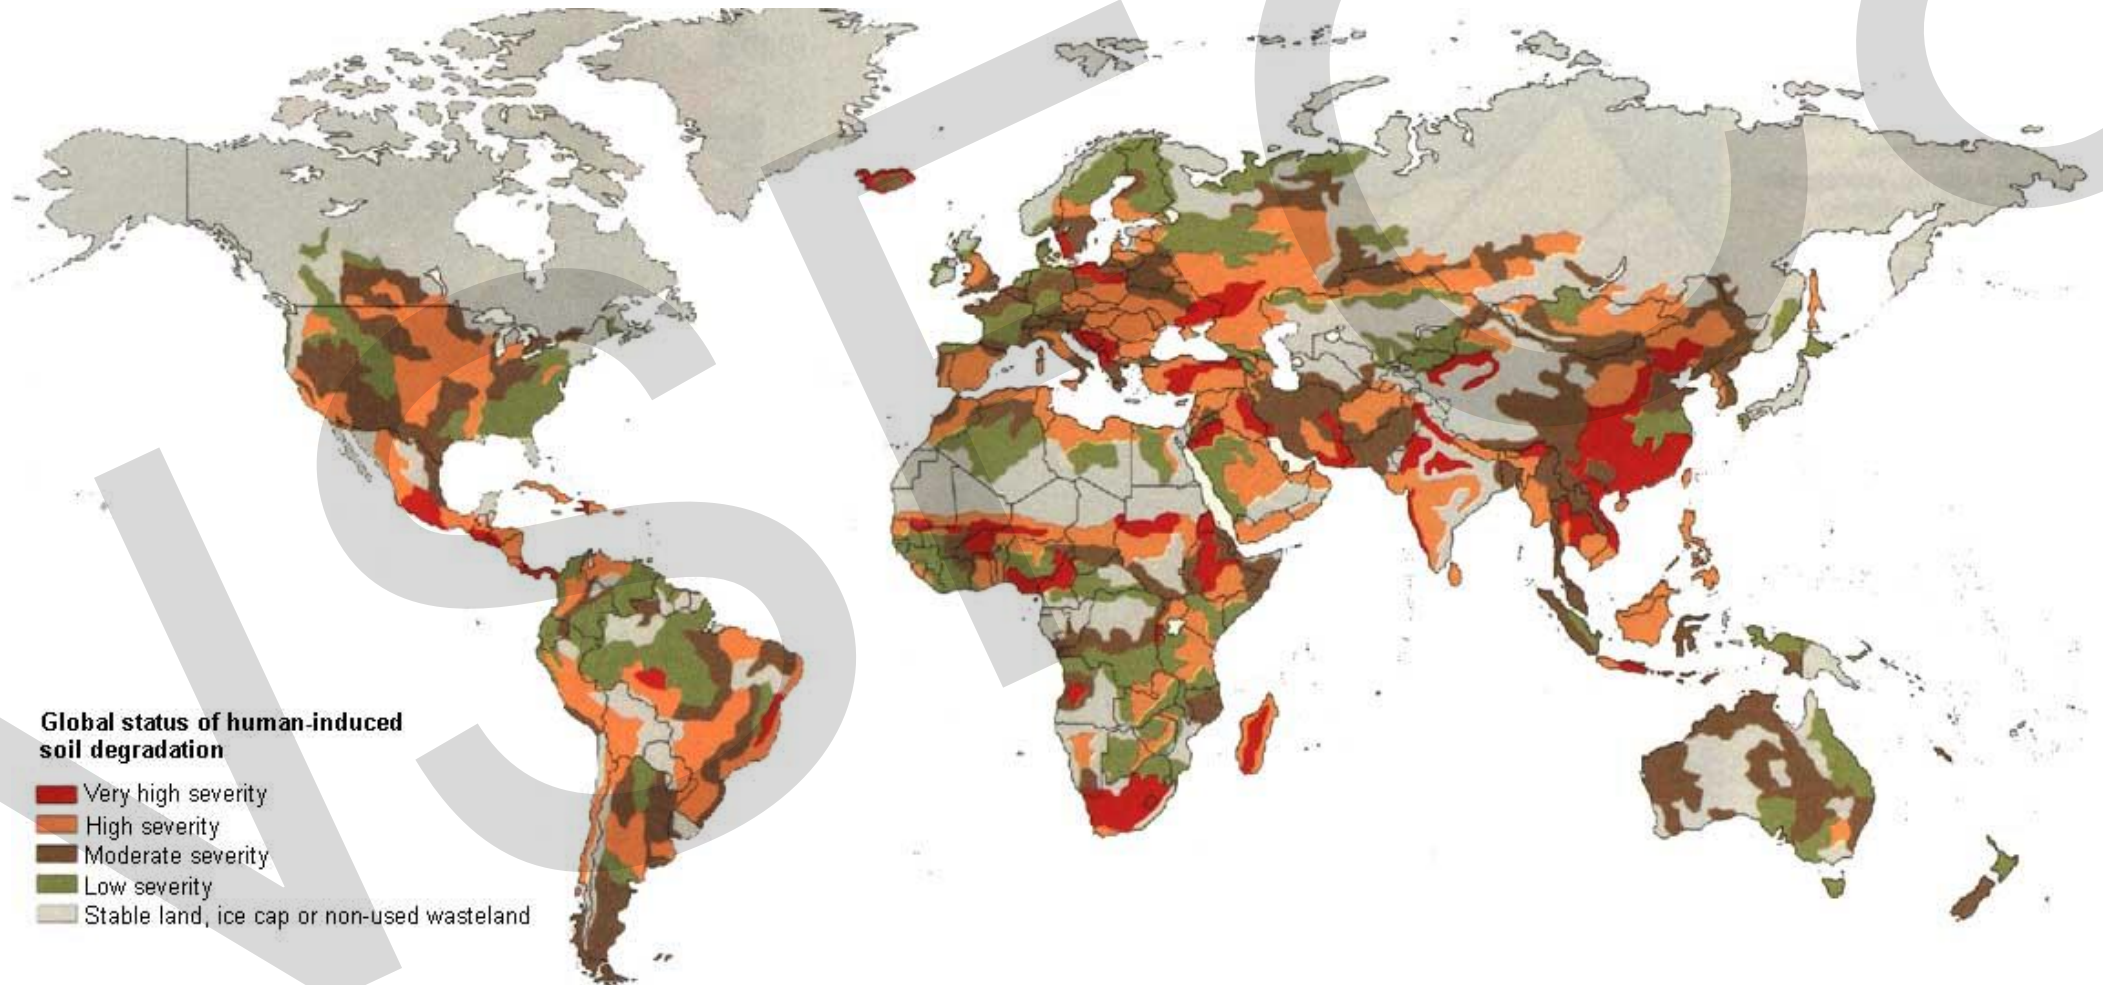 Global status of human-induced
soil degradation
Very high severity
High severity
Moderate severity
Low severity
Stable land, ice cap or non-used wasteland